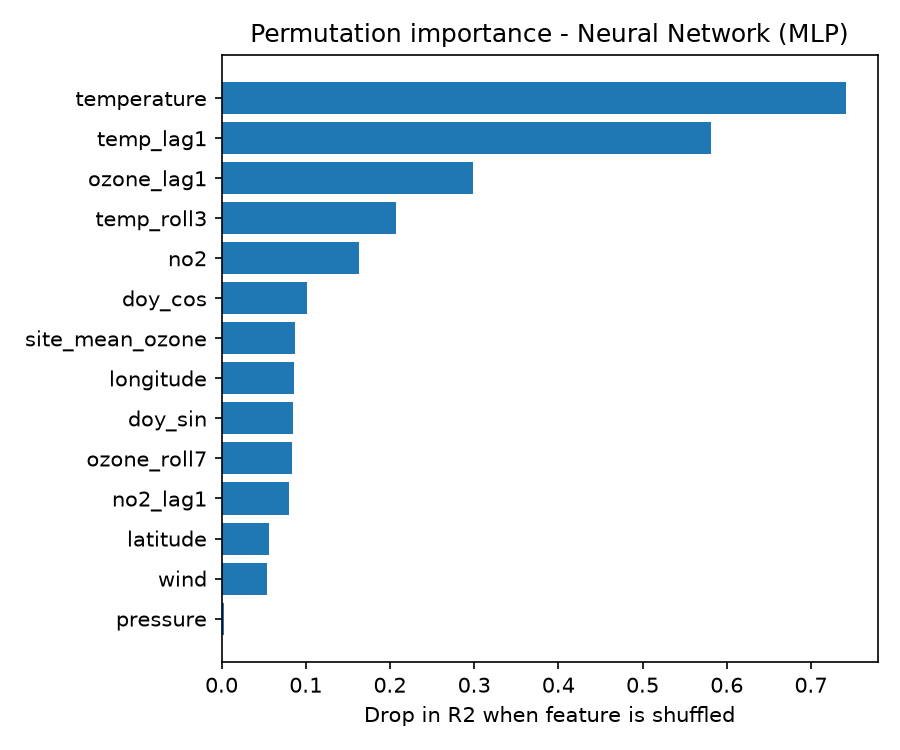 Permutation importance - Neural Network (MLP)
temperature
temp_lag1
ozone_lag1
temp_roll3
no2
doy_cos
site_mean_ozone
longitude
doy_sin
ozone_roll7
no2_lag1
latitude
wind
pressure
0.0 0.1 0.2 0.3 0.4 0.5 0.6 0.7
Drop in R2 when feature is shuffled